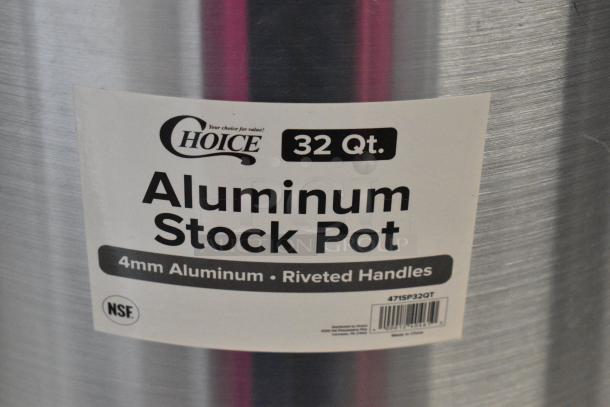 Your choice for value!
CHOICE
32 Qt.
Aluminum
Stock Pot
4mm Aluminum • Riveted Handles
NSF
471SP32QT
Made in China